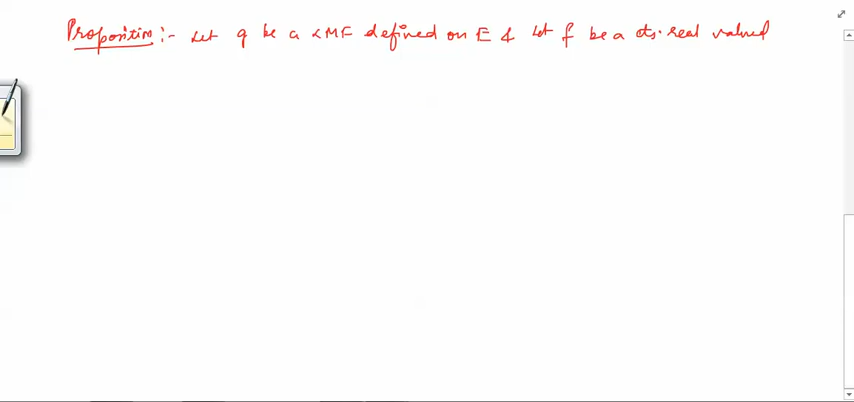 Proposition :- Let g be a LMF defined on E & Let f be a cts. real valued